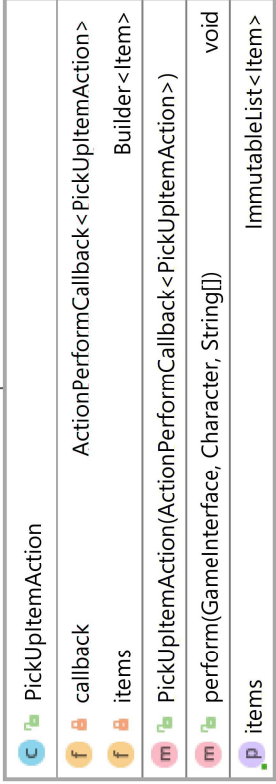 c PickUpItemAction
f callback ActionPerformCallback<PickUpItemAction>
f items Builder<Item>
m PickUpItemAction(ActionPerformCallback<PickUpItemAction>)
m perform(GameInterface, Character, String[]) void
p items ImmutableList<Item>